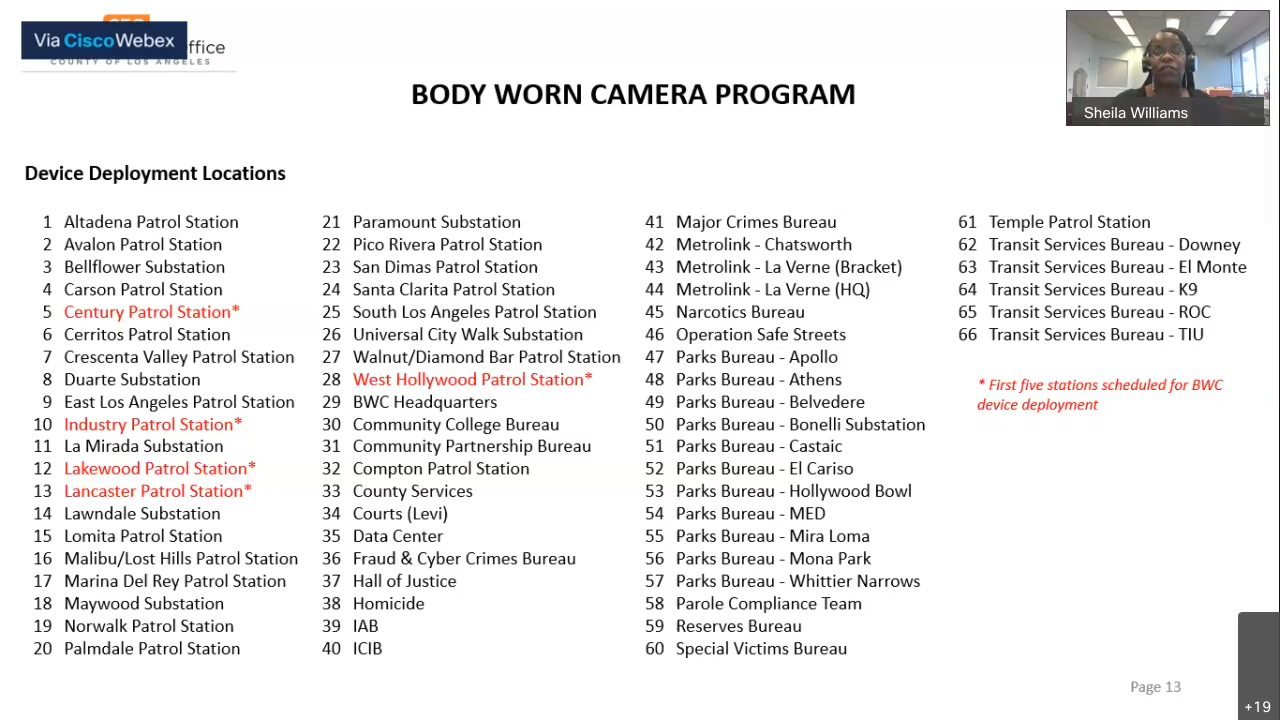 Via Cisco Webex
ffice
COUNTY OF LOS ANGELES
Sheila Williams
BODY WORN CAMERA PROGRAM
Device Deployment Locations
1 Altadena Patrol Station
2 Avalon Patrol Station
3 Bellflower Substation
4 Carson Patrol Station
5 Century Patrol Station*
6 Cerritos Patrol Station
7 Crescenta Valley Patrol Station
8 Duarte Substation
9 East Los Angeles Patrol Station
10 Industry Patrol Station*
11 La Mirada Substation
12 Lakewood Patrol Station*
13 Lancaster Patrol Station*
14 Lawndale Substation
15 Lomita Patrol Station
16 Malibu/Lost Hills Patrol Station
17 Marina Del Rey Patrol Station
18 Maywood Substation
19 Norwalk Patrol Station
20 Palmdale Patrol Station
21 Paramount Substation
22 Pico Rivera Patrol Station
23 San Dimas Patrol Station
24 Santa Clarita Patrol Station
25 South Los Angeles Patrol Station
26 Universal City Walk Substation
27 Walnut/Diamond Bar Patrol Station
28 West Hollywood Patrol Station*
29 BWC Headquarters
30 Community College Bureau
31 Community Partnership Bureau
32 Compton Patrol Station
33 County Services
34 Courts (Levi)
35 Data Center
36 Fraud & Cyber Crimes Bureau
37 Hall of Justice
38 Homicide
39 IAB
40 ICIB
41 Major Crimes Bureau
42 Metrolink - Chatsworth
43 Metrolink - La Verne (Bracket)
44 Metrolink - La Verne (HQ)
45 Narcotics Bureau
46 Operation Safe Streets
47 Parks Bureau - Apollo
48 Parks Bureau - Athens
49 Parks Bureau - Belvedere
50 Parks Bureau - Bonelli Substation
51 Parks Bureau - Castaic
52 Parks Bureau - El Cariso
53 Parks Bureau - Hollywood Bowl
54 Parks Bureau - MED
55 Parks Bureau - Mira Loma
56 Parks Bureau - Mona Park
57 Parks Bureau - Whittier Narrows
58 Parole Compliance Team
59 Reserves Bureau
60 Special Victims Bureau
61 Temple Patrol Station
62 Transit Services Bureau - Downey
63 Transit Services Bureau - El Monte
64 Transit Services Bureau - K9
65 Transit Services Bureau - ROC
66 Transit Services Bureau - TIU
* First five stations scheduled for BWC
device deployment
Page 13
+19